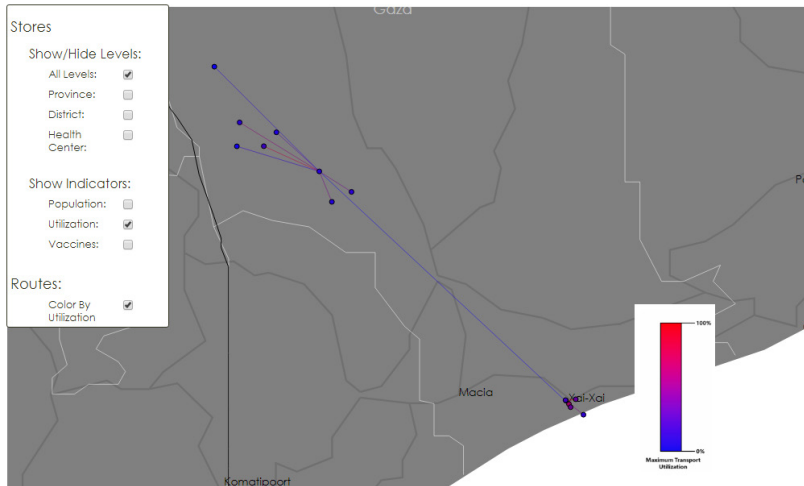 Stores
Show/Hide Levels:
All Levels:
Province:
District:
Health
Center:
Show Indicators:
Population:
Utilization:
Vaccines:
Routes:
Color By
Utilization
Gaza
Macia
Xai-Xai
Komatipoort
100%
0%
Maximum Transport
Utilization